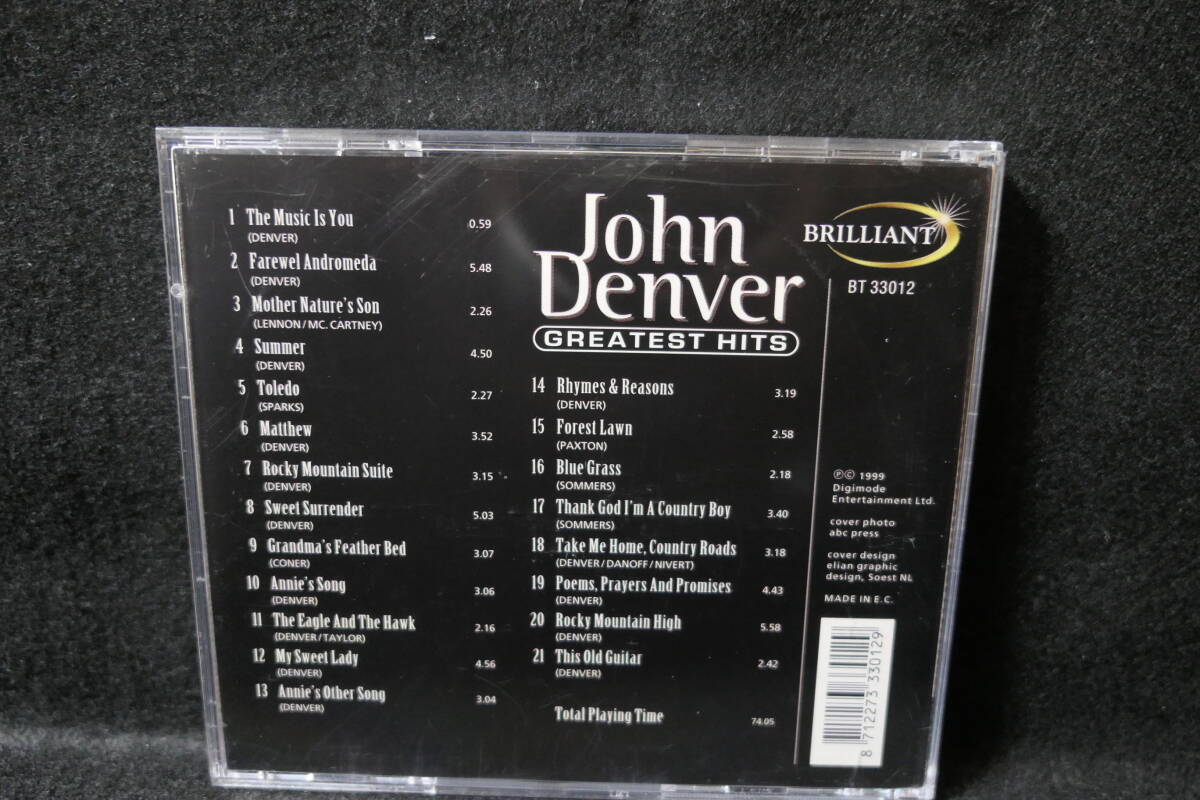 1 The Music Is You 0.59
(DENVER)
2 Farewel Andromeda 5.48
(DENVER)
3 Mother Nature's Son 2.26
(LENNON/MC. CARTNEY)
4 Summer 4.50
(DENVER)
5 Toledo 2.27
(SPARKS)
6 Matthew 3.52
(DENVER)
7 Rocky Mountain Suite 3.15
(DENVER)
8 Sweet Surrender 5.03
(DENVER)
9 Grandma's Feather Bed 3.07
(CONER)
10 Annie's Song 3.06
(DENVER)
11 The Eagle And The Hawk 2.16
(DENVER/TAYLOR)
12 My Sweet Lady 4.56
(DENVER)
13 Annie's Other Song 3.04
(DENVER)
John
Denver
GREATEST HITS
14 Rhymes & Reasons 3.19
(DENVER)
15 Forest Lawn 2.58
(PAXTON)
16 Blue Grass 2.18
(SOMMERS)
17 Thank God I'm A Country Boy 3.40
(SOMMERS)
18 Take Me Home, Country Roads 3.18
(DENVER/DANOFF/NIVERT)
19 Poems, Prayers And Promises 4.43
(DENVER)
20 Rocky Mountain High 5.58
(DENVER)
21 This Old Guitar 2.42
(DENVER)
Total Playing Time 74.05
BRILLIANT
BT 33012
℗© 1999
Digimode
Entertainment Ltd.
cover photo
abc press
cover design
elian graphic
design, Soest NL
MADE IN E.C.
8 712273 330129